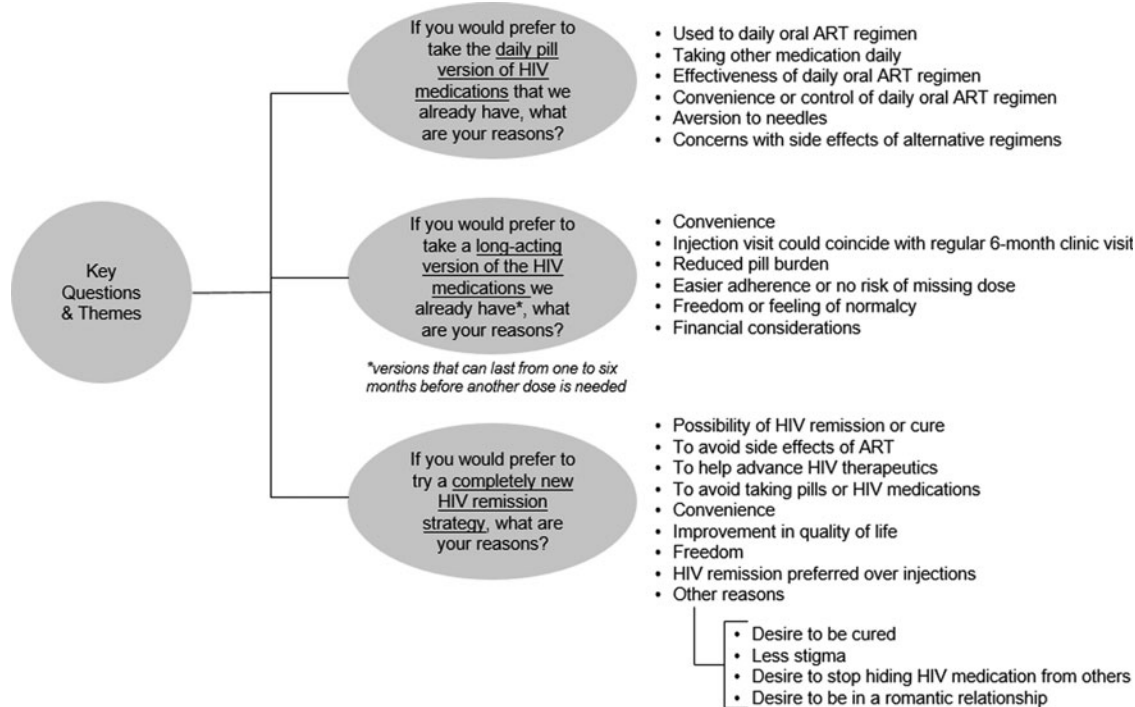 Key
Questions
& Themes
If you would prefer to
take the daily pill
version of HIV
medications that we
already have, what
are your reasons?
• Used to daily oral ART regimen
• Taking other medication daily
• Effectiveness of daily oral ART regimen
• Convenience or control of daily oral ART regimen
• Aversion to needles
• Concerns with side effects of alternative regimens
If you would prefer to
take a long-acting
version of the HIV
medications we
already have*, what
are your reasons?
*versions that can last from one to six
months before another dose is needed
• Convenience
• Injection visit could coincide with regular 6-month clinic visit
• Reduced pill burden
• Easier adherence or no risk of missing dose
• Freedom or feeling of normalcy
• Financial considerations
If you would prefer to
try a completely new
HIV remission
strategy, what are
your reasons?
• Possibility of HIV remission or cure
• To avoid side effects of ART
• To help advance HIV therapeutics
• To avoid taking pills or HIV medications
• Convenience
• Improvement in quality of life
• Freedom
• HIV remission preferred over injections
• Other reasons
• Desire to be cured
• Less stigma
• Desire to stop hiding HIV medication from others
• Desire to be in a romantic relationship